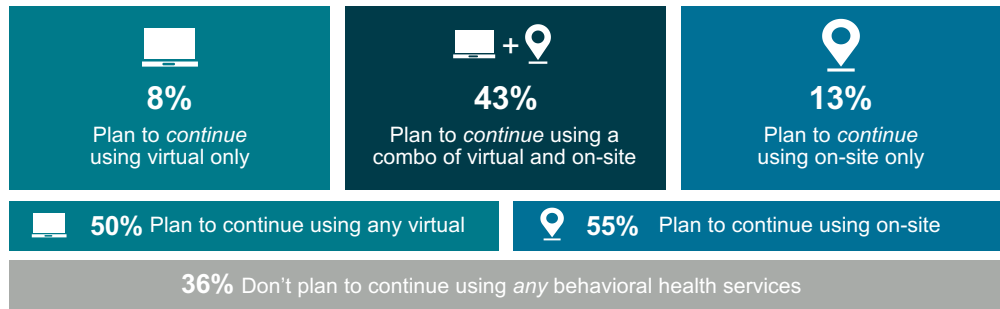 8%
Plan to continue
using virtual only
+
43%
Plan to continue using a
combo of virtual and on-site
13%
Plan to continue
using on-site only
50% Plan to continue using any virtual
55% Plan to continue using on-site
36% Don't plan to continue using any behavioral health services